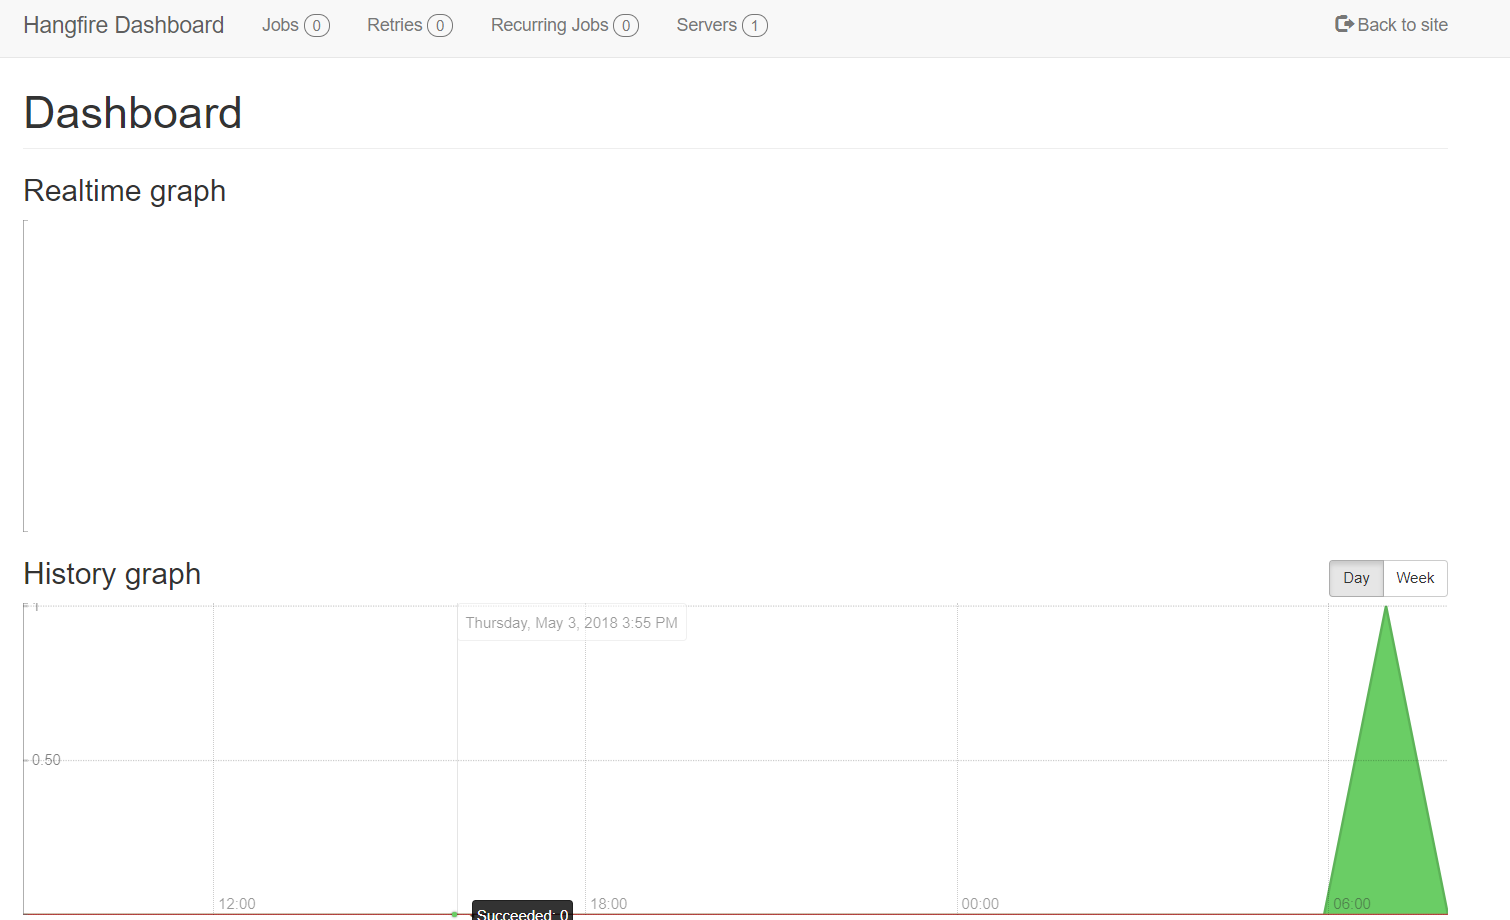 Hangfire Dashboard Jobs 0 Retries 0 Recurring Jobs 0 Servers 1 Back to site
Dashboard
Realtime graph
History graph
Day Week
1
Thursday, May 3, 2018 3:55 PM
0.50
12:00 18:00 00:00 06:00
Succeeded: 0